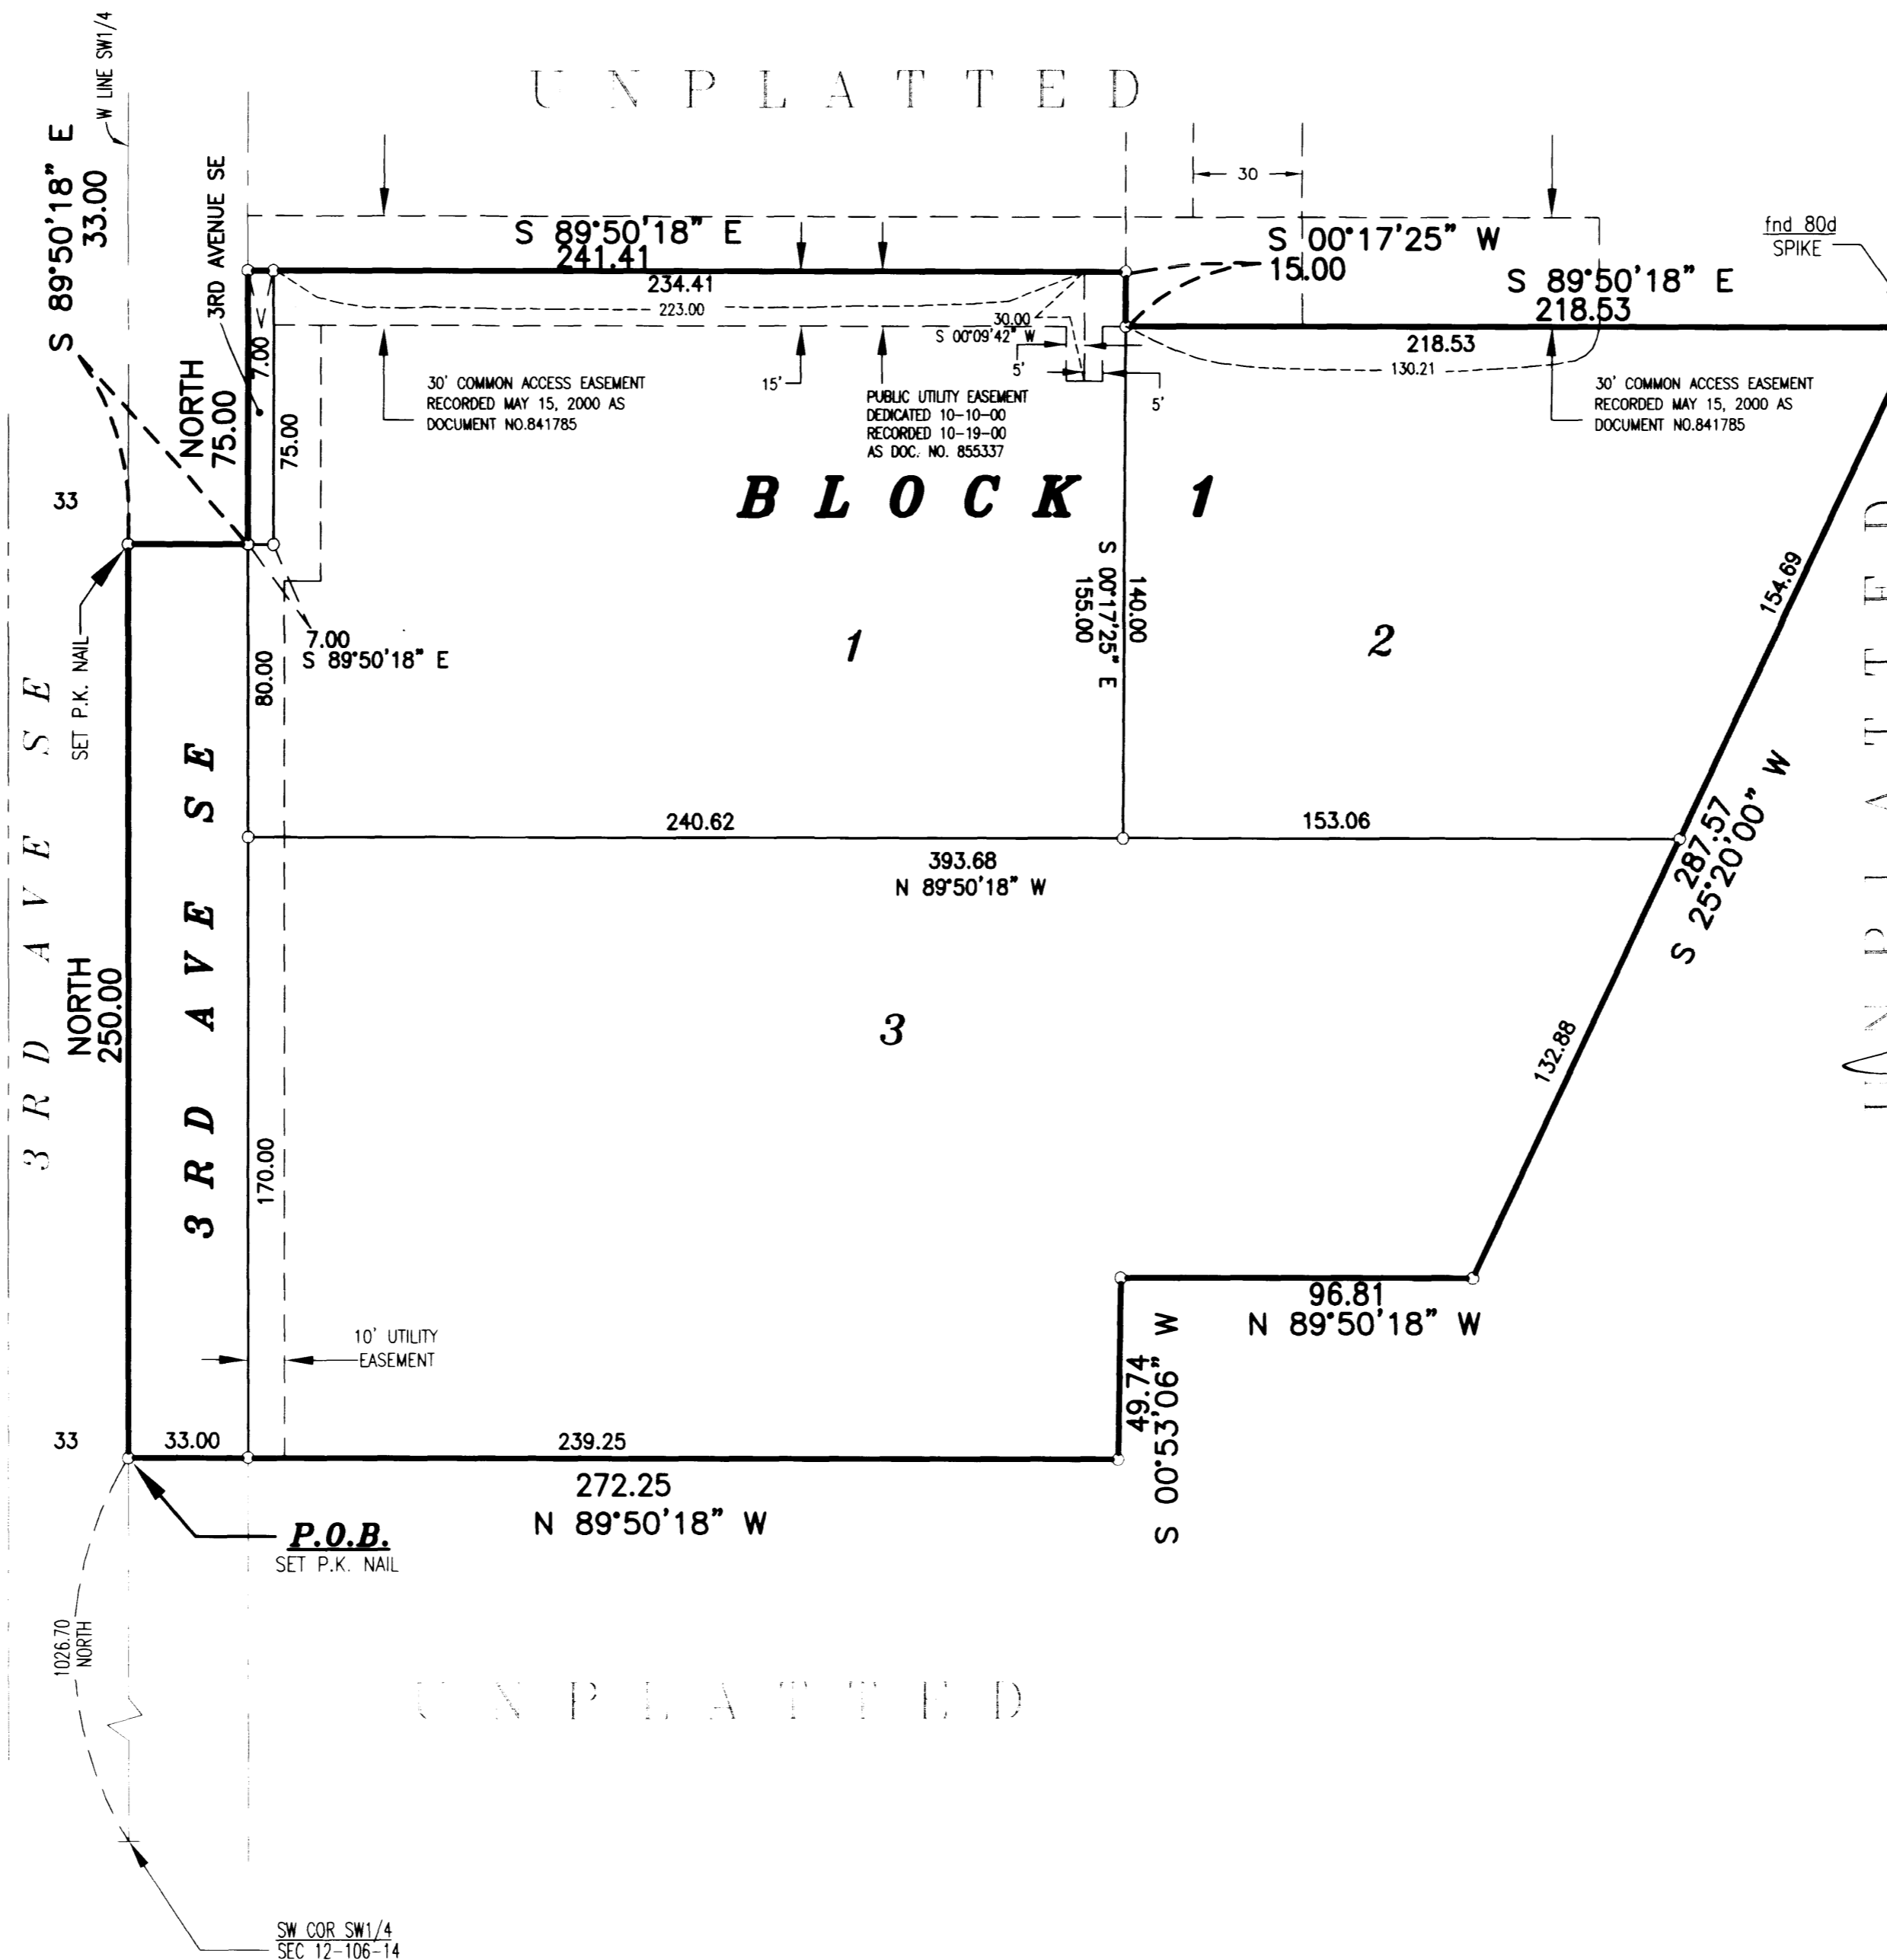 W LINE SW1/4
UNPLATTED
S 89°50'18" E
33.00
3RD AVENUE SE
30
fnd 80d
SPIKE
S 89°50'18" E
241.41
234.41
223.00
S 00°17'25" W
15.00
S 89°50'18" E
218.53
218.53
130.21
30.00
S 00°09'42" W
5'
5'
15'
NORTH
75.00
7.00
75.00
30' COMMON ACCESS EASEMENT
RECORDED MAY 15, 2000 AS
DOCUMENT NO.841785
PUBLIC UTILITY EASEMENT
DEDICATED 10-10-00
RECORDED 10-19-00
AS DOC. NO. 855337
30' COMMON ACCESS EASEMENT
RECORDED MAY 15, 2000 AS
DOCUMENT NO.841785
33
BLOCK 1
UNPLATTED
SET P.K. NAIL
7.00
S 89°50'18" E
80.00
1
140.00
S 00°17'25" E
155.00
2
154.69
3RD AVE SE
3RD AVE SE
240.62
153.06
393.68
N 89°50'18" W
287.57
S 25°20'00" W
NORTH
250.00
3
132.88
170.00
96.81
N 89°50'18" W
10' UTILITY
EASEMENT
49.74
S 00°53'06" W
33
33.00
239.25
272.25
N 89°50'18" W
P.O.B.
SET P.K. NAIL
1026.70
NORTH
UNPLATTED
SW COR SW1/4
SEC 12-106-14